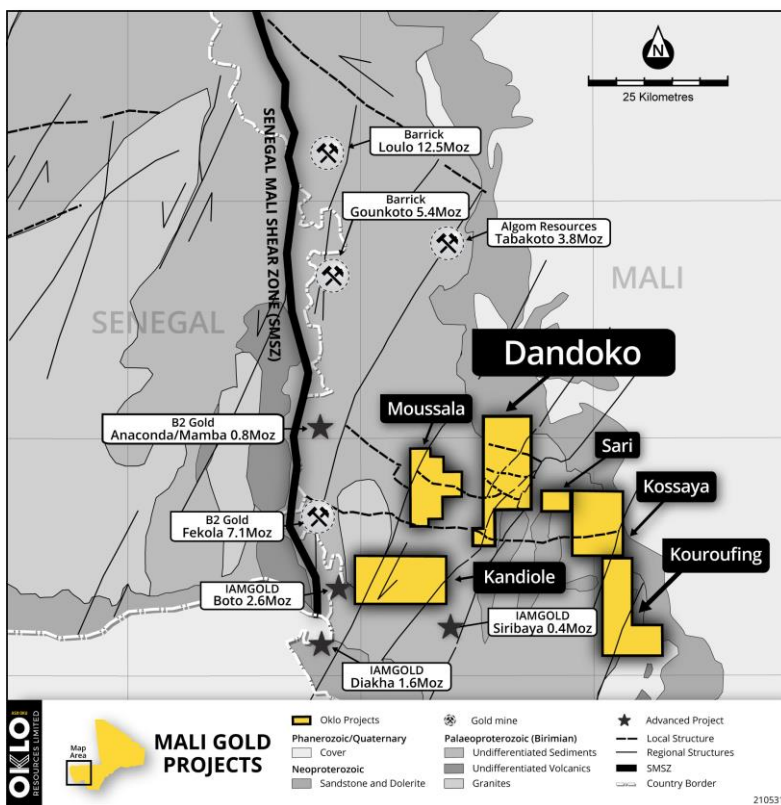 N
25 Kilometres
Barrick
Loulo 12.5Moz
Barrick
Gounkoto 5.4Moz
Algom Resources
Tabakoto 3.8Moz
SENEGAL MALI SHEAR ZONE (SMSZ)
SENEGAL
MALI
Dandoko
Moussala
Sari
B2 Gold
Anaconda/Mamba 0.8Moz
Kossaya
B2 Gold
Fekola 7.1Moz
Kouroufing
Kandiole
IAMGOLD
Boto 2.6Moz
IAMGOLD
Siribaya 0.4Moz
IAMGOLD
Diakha 1.6Moz
OKLO
RESOURCES LIMITED
Map
Area
MALI GOLD
PROJECTS
Oklo Projects
Phanerozoic/Quaternary
Cover
Neoproterozoic
Sandstone and Dolerite
Gold mine
Palaeoproterozoic (Birimian)
Undifferentiated Sediments
Undifferentiated Volcanics
Granites
Advanced Project
Local Structure
Regional Structures
SMSZ
Country Border